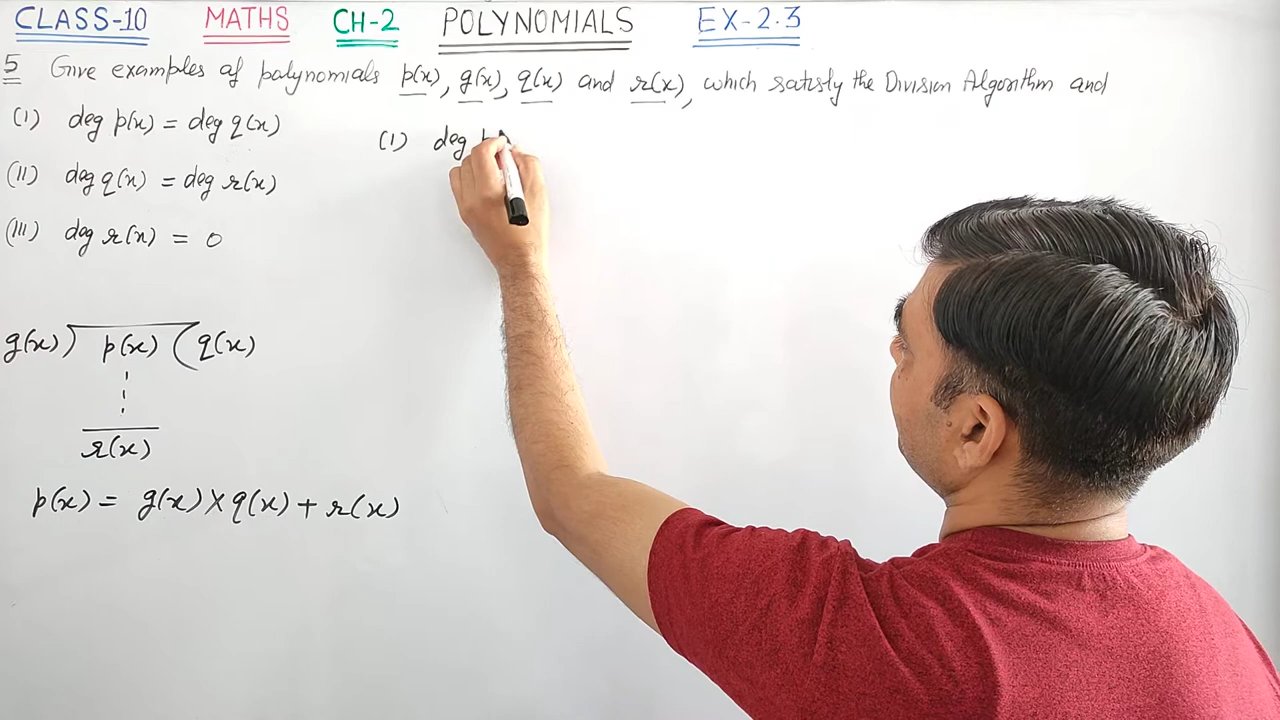 CLASS-10 MATHS CH-2 POLYNOMIALS EX-2.3
5 Give examples of polynomials p(x), g(x), q(x) and r(x), which satisfy the Division Algorithm and
(I) deg p(x) = deg q(x)
(II) deg q(x) = deg r(x)
(III) deg r(x) = 0
(I) deg p
g(x)) p(x) (q(x)
r(x)
p(x) = g(x) X q(x) + r(x)